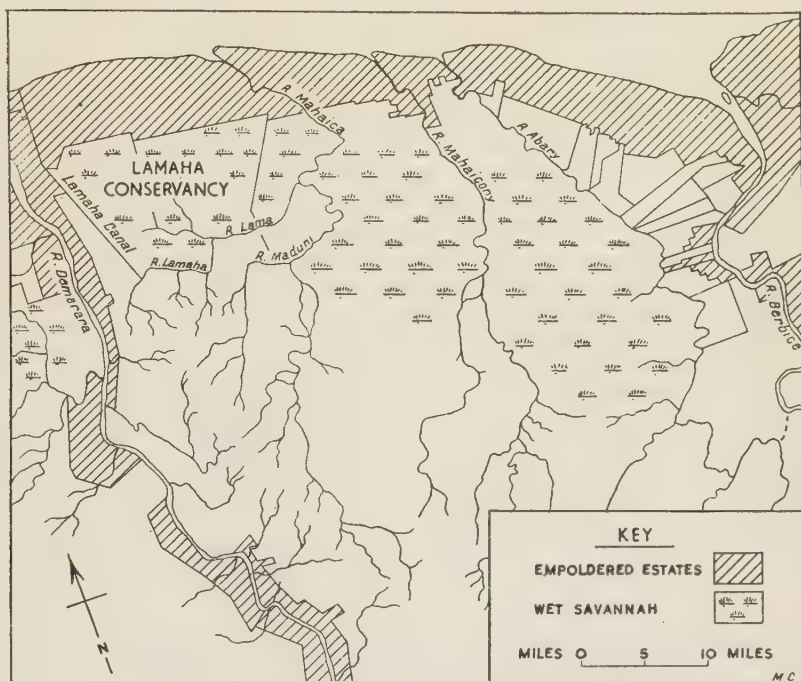 R. Mahaica
R. Abary
R. Mahaicony
LAMAHA
CONSERVANCY
Lamaha Canal
R. Lama
R. Lamaha
R. Maduni
R. Demerara
R. Berbice
N
KEY
EMPOLDERED ESTATES
WET SAVANNAH
MILES 0 5 10 MILES
M C